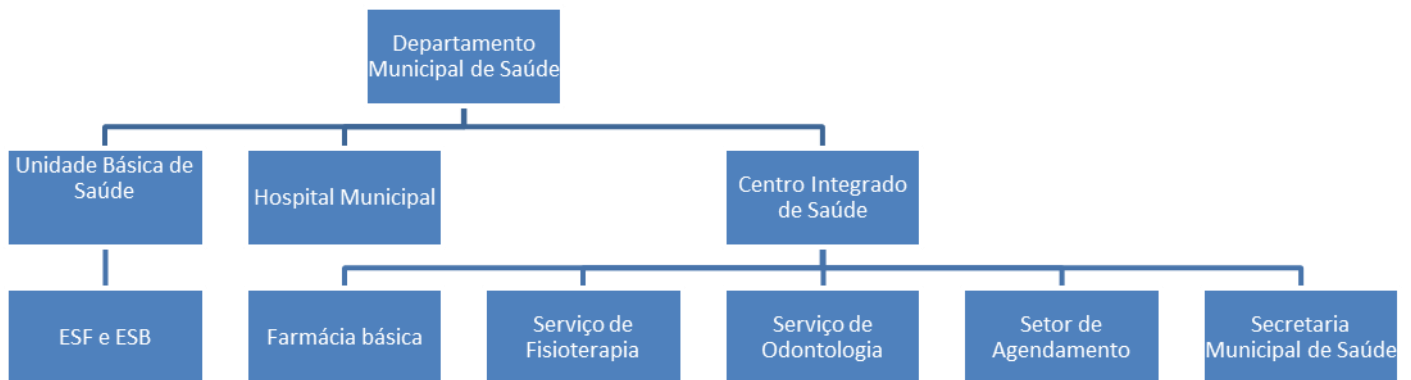 Departamento
Municipal de Saúde
Unidade Básica de
Saúde
Hospital Municipal
Centro Integrado
de Saúde
ESF e ESB
Farmácia básica
Serviço de
Fisioterapia
Serviço de
Odontologia
Setor de
Agendamento
Secretaria
Municipal de Saúde